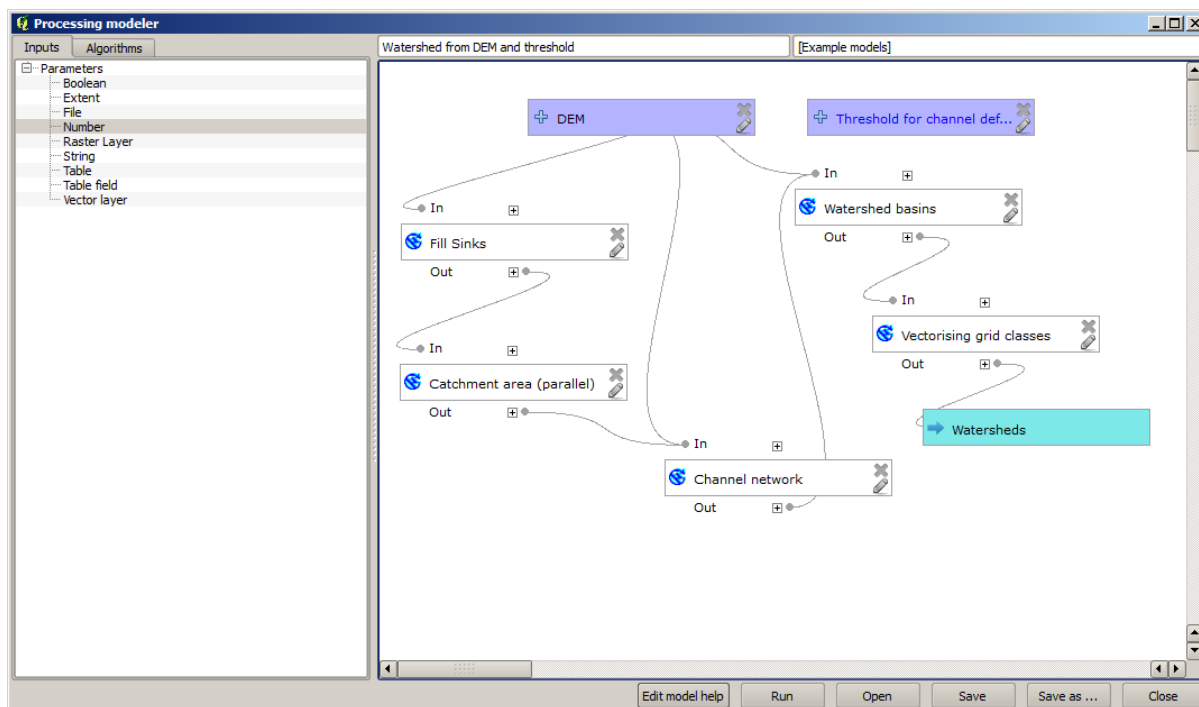 Processing modeler
Inputs
Algorithms
Parameters
Boolean
Extent
File
Number
Raster Layer
String
Table
Table field
Vector layer
Watershed from DEM and threshold
[Example models]
DEM
Threshold for channel def...
In
Watershed basins
Out
In
Fill Sinks
Out
In
Vectorising grid classes
Out
In
Catchment area (parallel)
Out
Watersheds
In
Channel network
Out
Edit model help
Run
Open
Save
Save as ...
Close